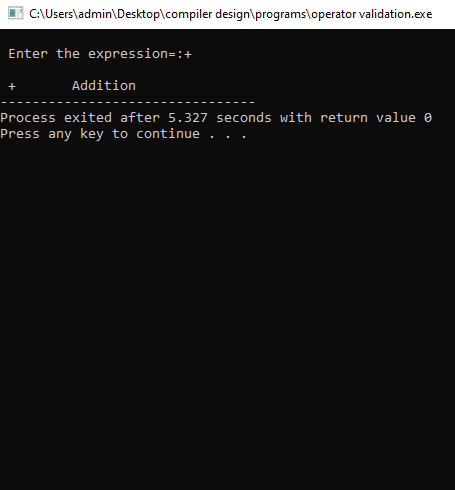 C:\Users\admin\Desktop\compiler design\programs\operator validation.exe
Enter the expression=:+
+       Addition
--------------------------------
Process exited after 5.327 seconds with return value 0
Press any key to continue . . .